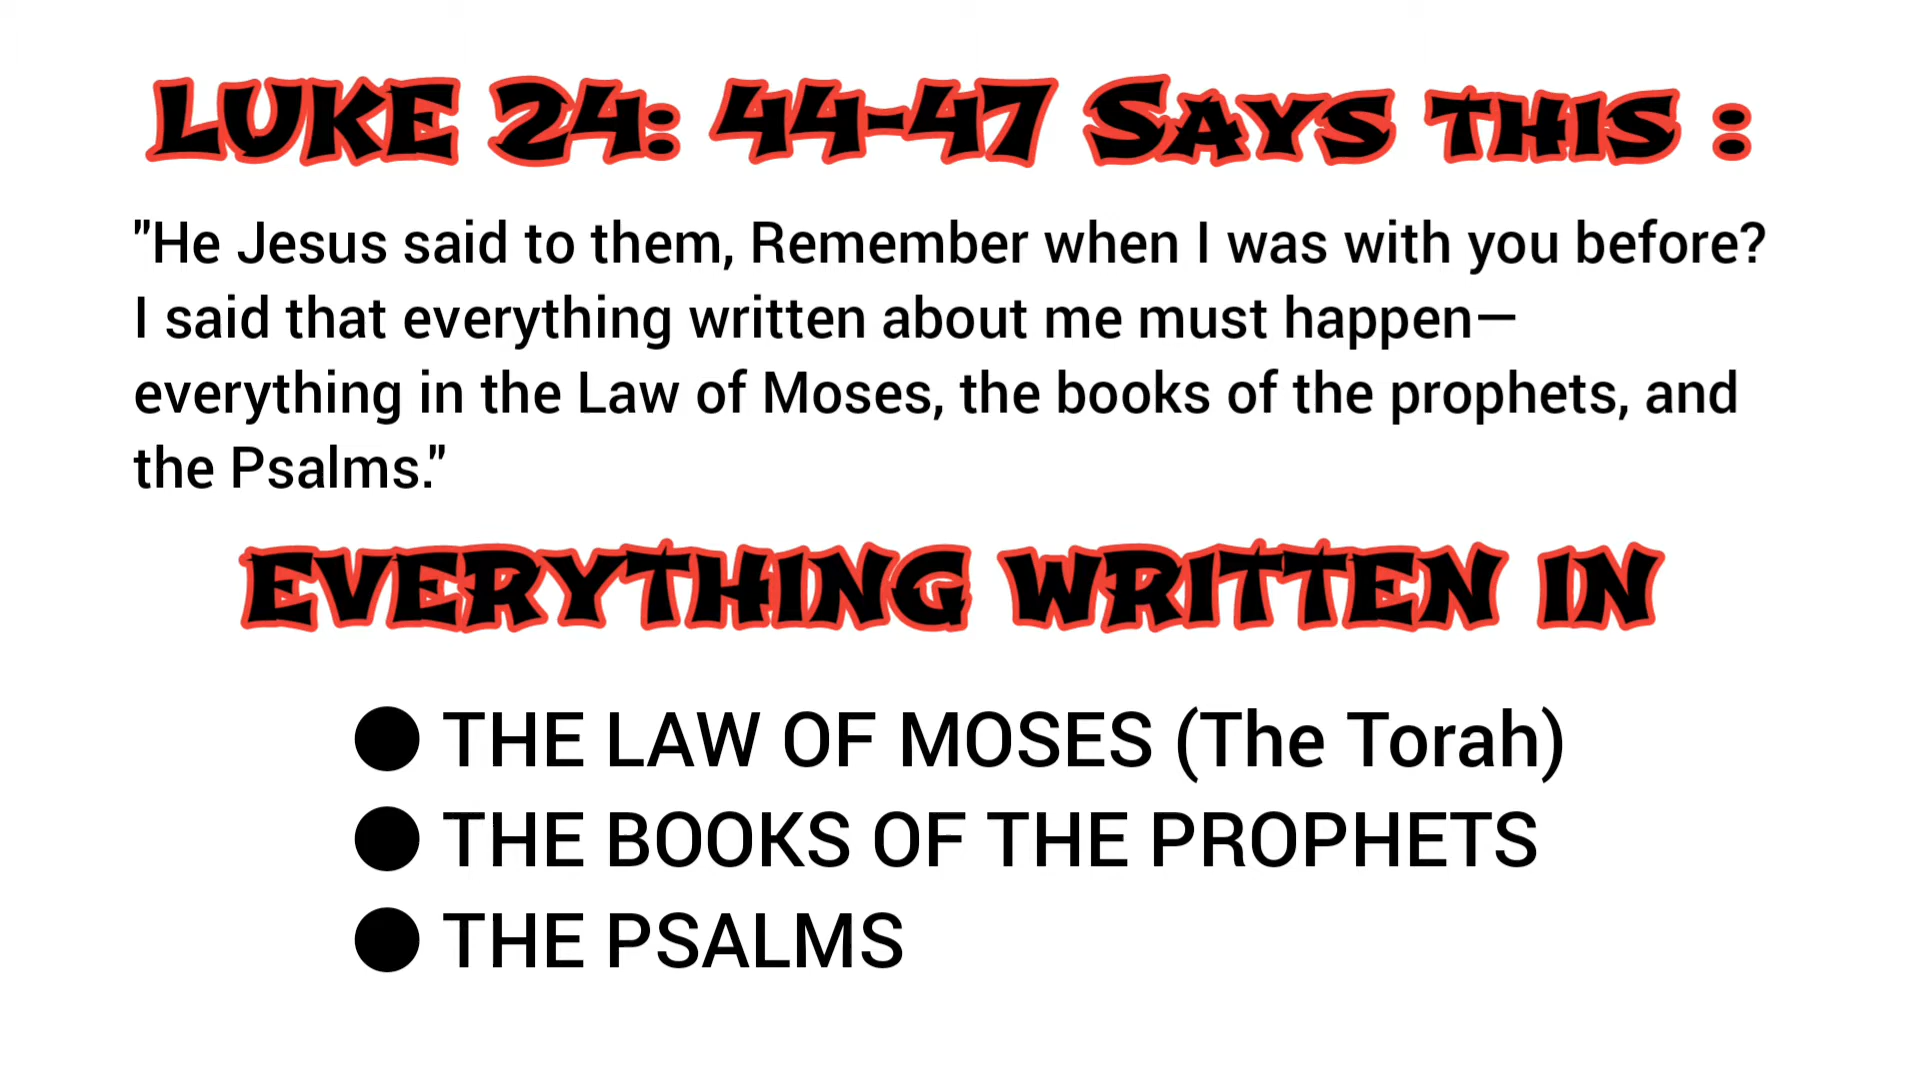 LUKE 24: 44-47 SAYS THIS :
"He Jesus said to them, Remember when I was with you before?
I said that everything written about me must happen—
everything in the Law of Moses, the books of the prophets, and
the Psalms."
EVERYTHING WRITTEN IN
● THE LAW OF MOSES (The Torah)
● THE BOOKS OF THE PROPHETS
● THE PSALMS